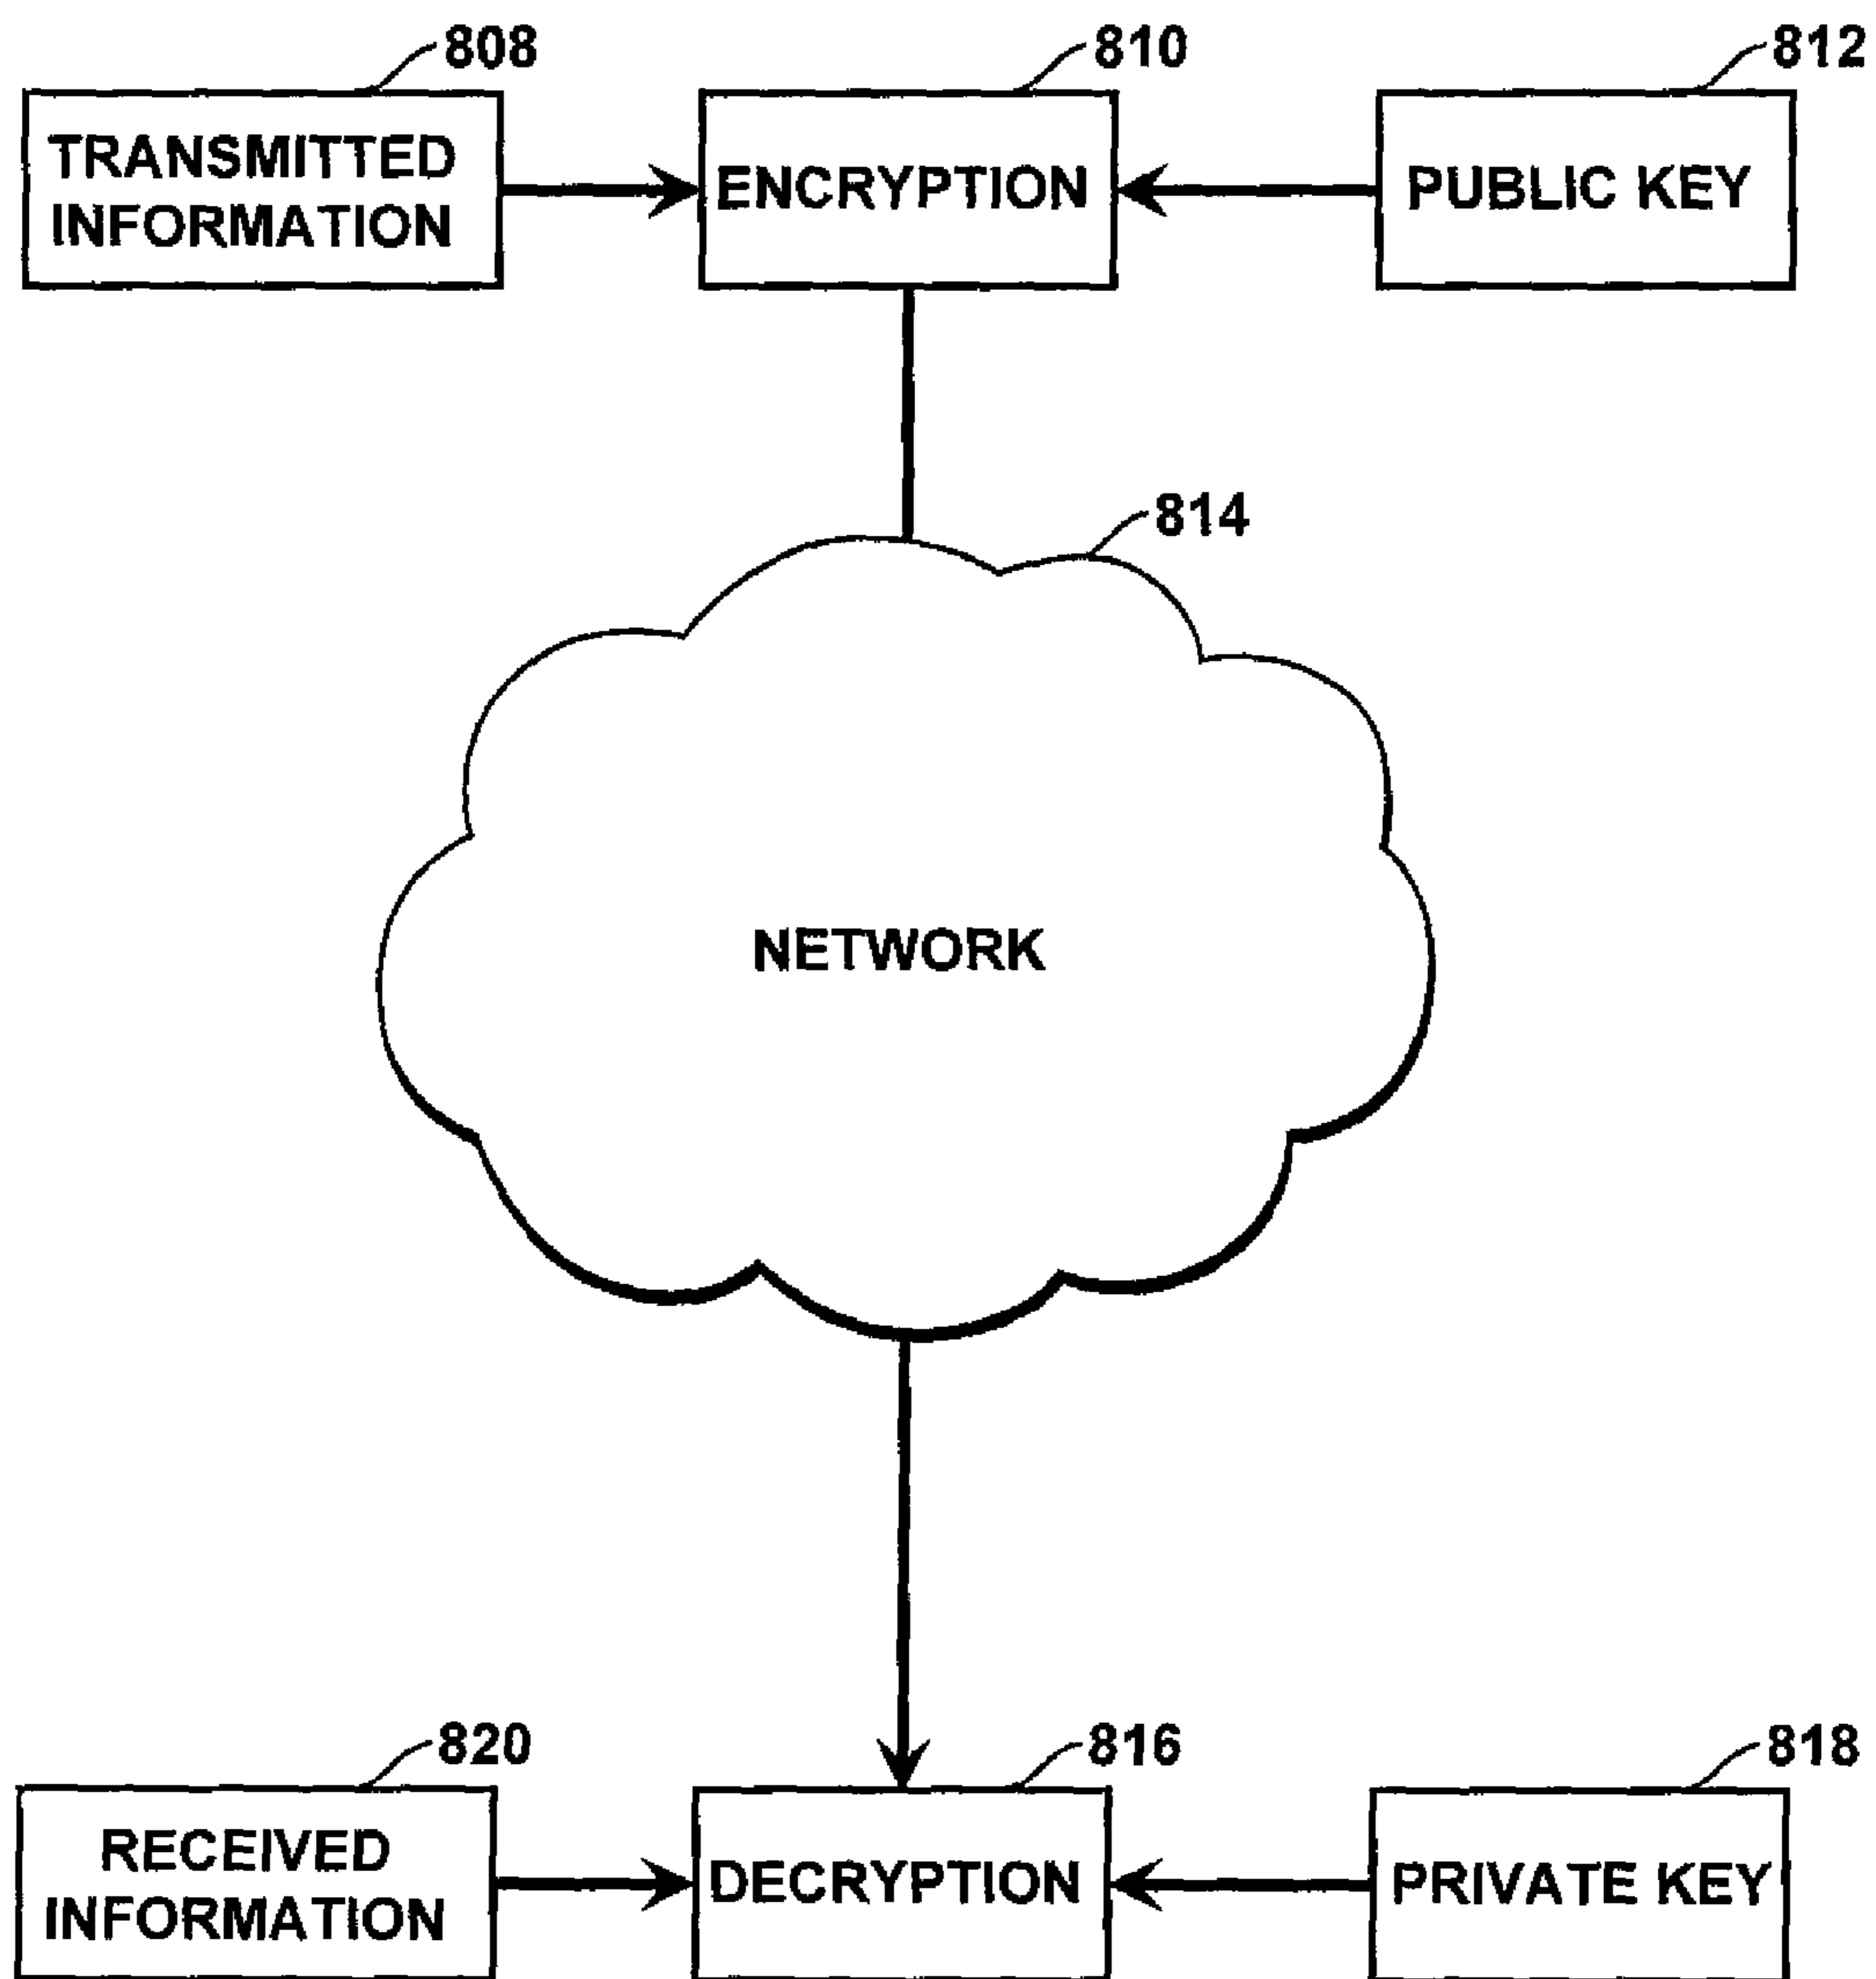 808
810
812
TRANSMITTED
INFORMATION
ENCRYPTION
PUBLIC KEY
814
NETWORK
820
816
818
RECEIVED
INFORMATION
DECRYPTION
PRIVATE KEY